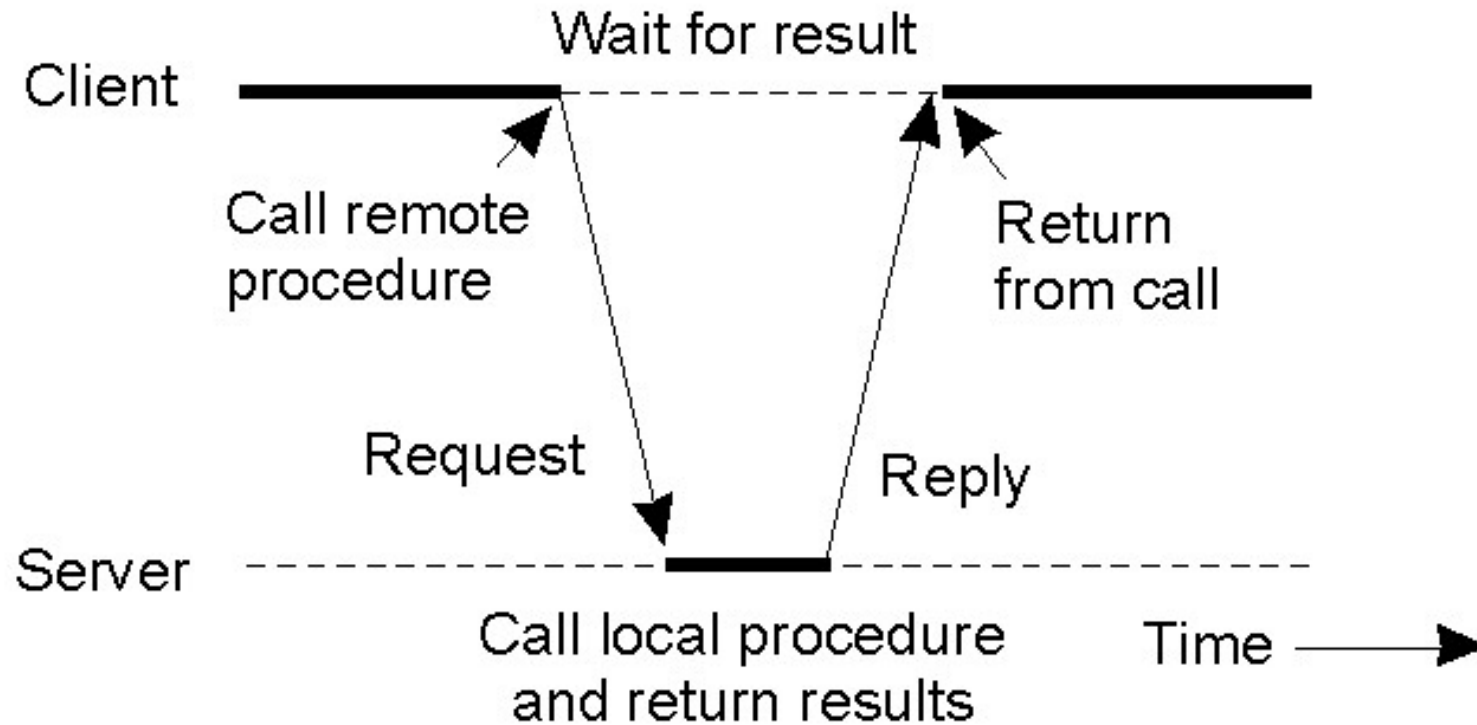 Wait for result
Client
Call remote
procedure
Return
from call
Request
Reply
Server
Call local procedure
and return results
Time